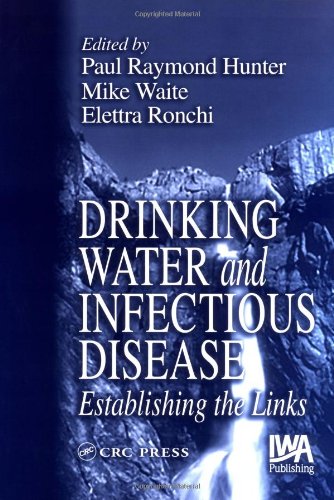 Edited by
Paul Raymond Hunter
Mike Waite
Elettra Ronchi
DRINKING
WATER and
INFECTIOUS
DISEASE
Establishing the Links
CRC
CRC PRESS
IWA
Publishing